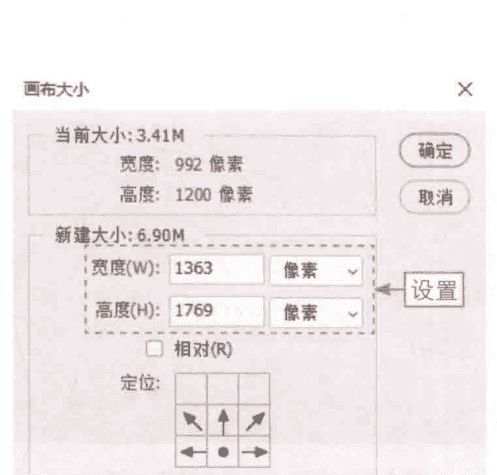 画布大小
当前大小: 3.41M
宽度: 992 像素
高度: 1200 像素
确定
取消
新建大小: 6.90M
宽度(W): 1363 像素
高度(H): 1769 像素
设置
相对(R)
定位: